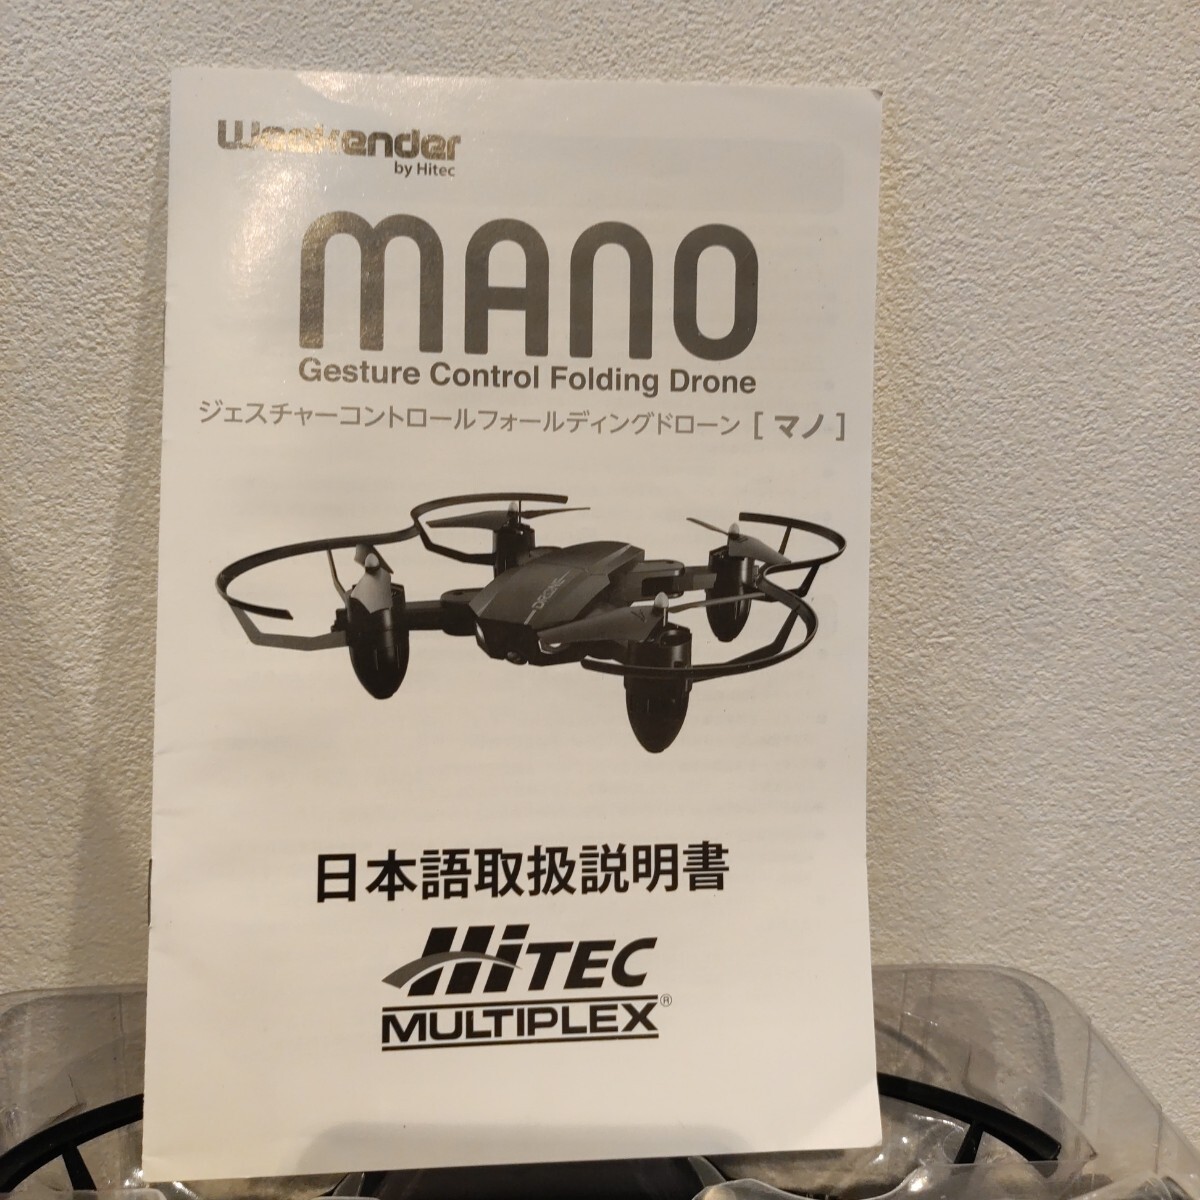 Weekender
by Hitec
MANO
Gesture Control Folding Drone
ジェスチャーコントロールフォールディングドローン [ マノ ]
DRONE
日本語取扱説明書
HiTEC
MULTIPLEX®